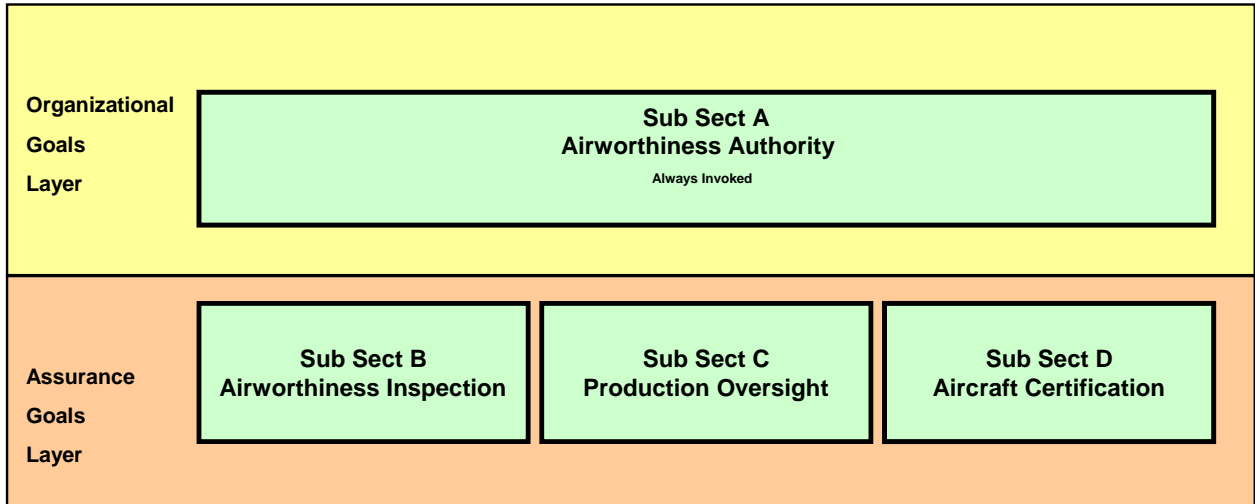 Organizational
Goals
Layer
Sub Sect A
Airworthiness Authority
Always Invoked
Assurance
Goals
Layer
Sub Sect B
Airworthiness Inspection
Sub Sect C
Production Oversight
Sub Sect D
Aircraft Certification